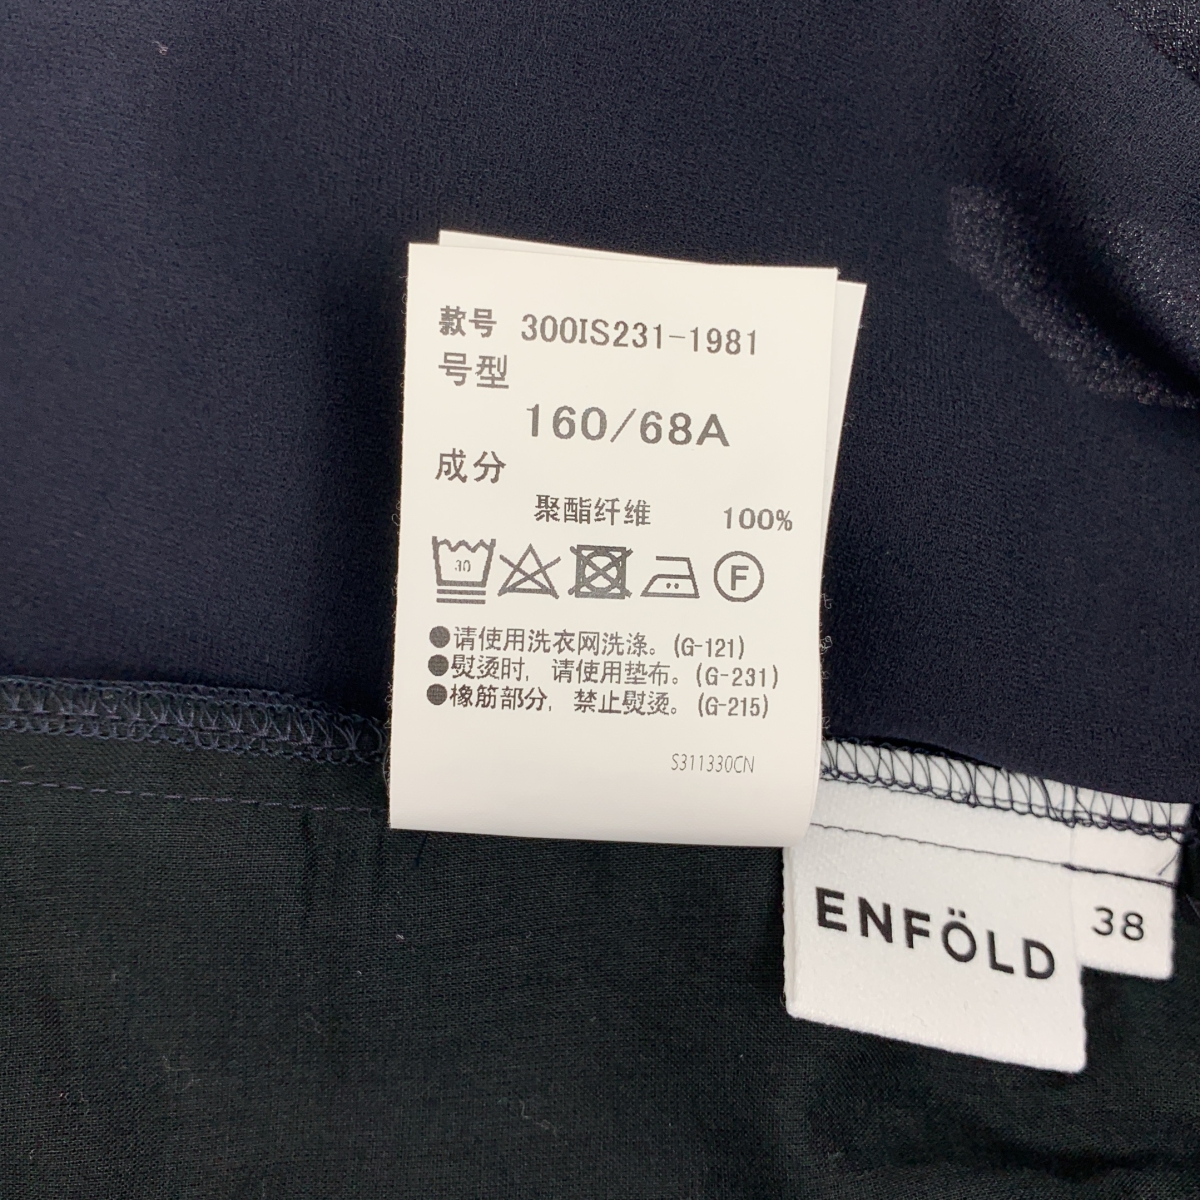 款号 300IS231-1981
号型
160/68A
成分
聚酯纤维 100%
30 F
●请使用洗衣网洗涤。(G-121)
●熨烫时，请使用垫布。(G-231)
●橡筋部分，禁止熨烫。(G-215)
S311330CN
ENFÖLD
38